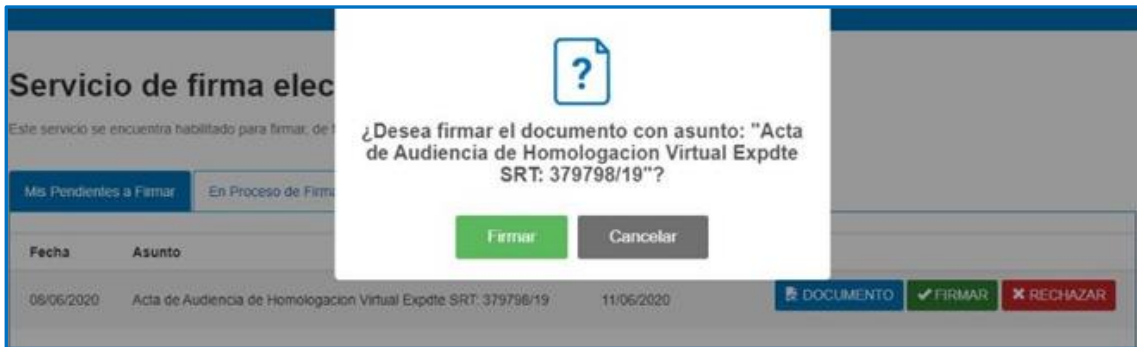 ?
Servicio de firma elec
Este servicio se encuentra habilitado para firmar, de
¿Desea firmar el documento con asunto: "Acta
de Audiencia de Homologacion Virtual Expdte
SRT: 379798/19"?
Firmar Cancelar
Mis Pendientes a Firmar En Proceso de Firma
Fecha Asunto
08/06/2020 Acta de Audiencia de Homologacion Virtual Expdte SRT: 379798/19 11/06/2020 DOCUMENTO FIRMAR RECHAZAR